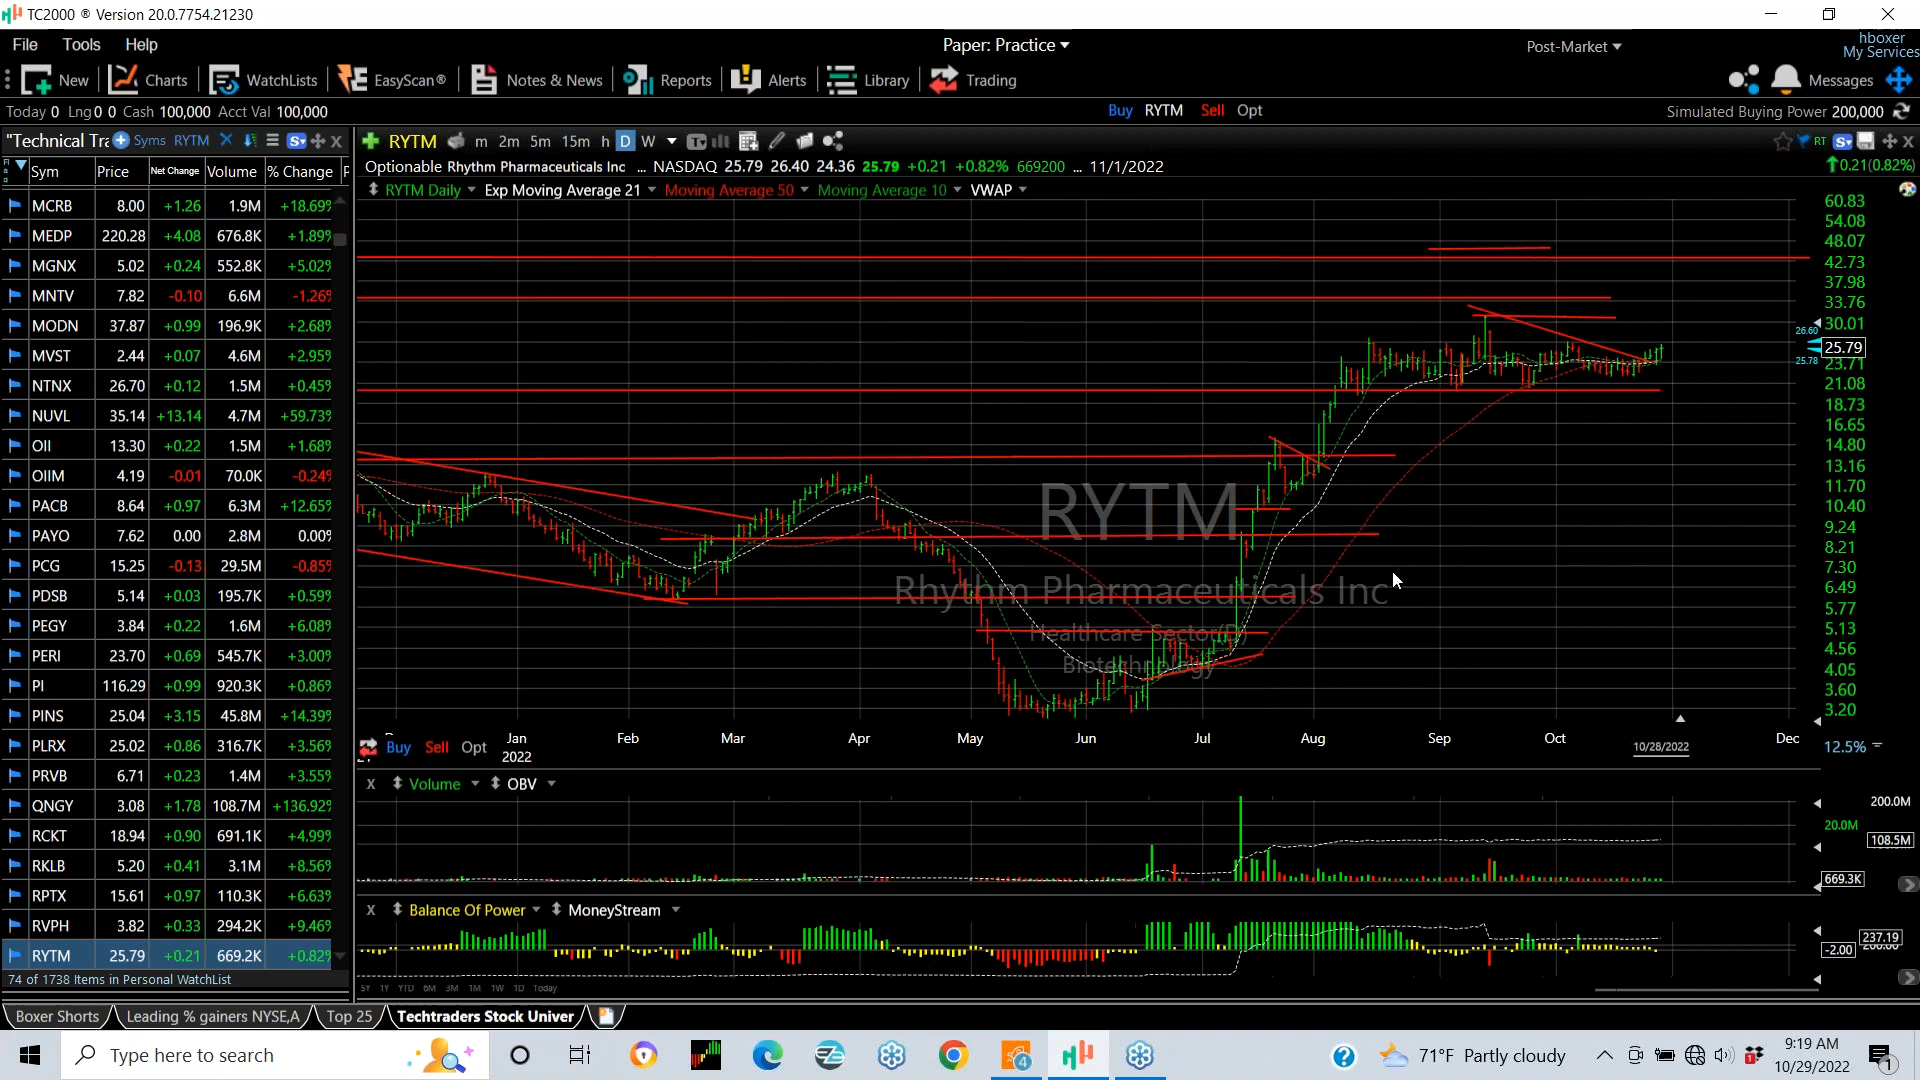 TC2000 ® Version 20.0.7754.21230
File Tools Help
Paper: Practice
Post-Market
hboxer
My Services
New Charts WatchLists EasyScan® Notes & News Reports Alerts Library Trading
Messages
Today 0 Lng 0 0 Cash 100,000 Acct Val 100,000
Buy RYTM Sell Opt
Simulated Buying Power 200,000
"Technical Tra Syms RYTM X
RYTM m 2m 5m 15m h D W
RT
Optionable Rhythm Pharmaceuticals Inc ... NASDAQ 25.79 26.40 24.36 25.79 +0.21 +0.82% 669200 ... 11/1/2022
0.21(0.82%)
RYTM Daily Exp Moving Average 21 Moving Average 50 Moving Average 10 VWAP
Sym Price Net Change Volume % Change
MCRB 8.00 +1.26 1.9M +18.69%
MEDP 220.28 +4.08 676.8K +1.89%
MGNX 5.02 +0.24 552.8K +5.02%
MNTV 7.82 -0.10 6.6M -1.26%
MODN 37.87 +0.99 196.9K +2.68%
MVST 2.44 +0.07 4.6M +2.95%
NTNX 26.70 +0.12 1.5M +0.45%
NUVL 35.14 +13.14 4.7M +59.73%
OII 13.30 +0.22 1.5M +1.68%
OIIM 4.19 -0.01 70.0K -0.24%
PACB 8.64 +0.97 6.3M +12.65%
PAYO 7.62 0.00 2.8M 0.00%
PCG 15.25 -0.13 29.5M -0.85%
PDSB 5.14 +0.03 195.7K +0.59%
PEGY 3.84 +0.22 1.6M +6.08%
PERI 23.70 +0.69 545.7K +3.00%
PI 116.29 +0.99 920.3K +0.86%
PINS 25.04 +3.15 45.8M +14.39%
PLRX 25.02 +0.86 316.7K +3.56%
PRVB 6.71 +0.23 1.4M +3.55%
QNGY 3.08 +1.78 108.7M +136.92%
RCKT 18.94 +0.90 691.1K +4.99%
RKLB 5.20 +0.41 3.1M +8.56%
RPTX 15.61 +0.97 110.3K +6.63%
RVPH 3.82 +0.33 294.2K +9.46%
RYTM 25.79 +0.21 669.2K +0.82%
74 of 1738 Items in Personal WatchList
RYTM
Rhythm Pharmaceuticals Inc
Healthcare Sector
Biotechnology
60.83
54.08
48.07
42.73
37.98
33.76
30.01
26.60
25.79
25.78
23.71
21.08
18.73
16.65
14.80
13.16
11.70
10.40
9.24
8.21
7.30
6.49
5.77
5.13
4.56
4.05
3.60
3.20
12.5%
Jan Feb Mar Apr May Jun Jul Aug Sep Oct Dec
2022
10/28/2022
Buy Sell Opt
X Volume OBV
200.0M
20.0M
108.5M
669.3K
X Balance Of Power MoneyStream
237.19
-2.00
5Y 1Y YTD 6M 3M 1M 1W 1D Today
Boxer Shorts Leading % gainers NYSE,A Top 25 Techtraders Stock Univer
Type here to search
4
71°F Partly cloudy
9:19 AM
10/29/2022
1